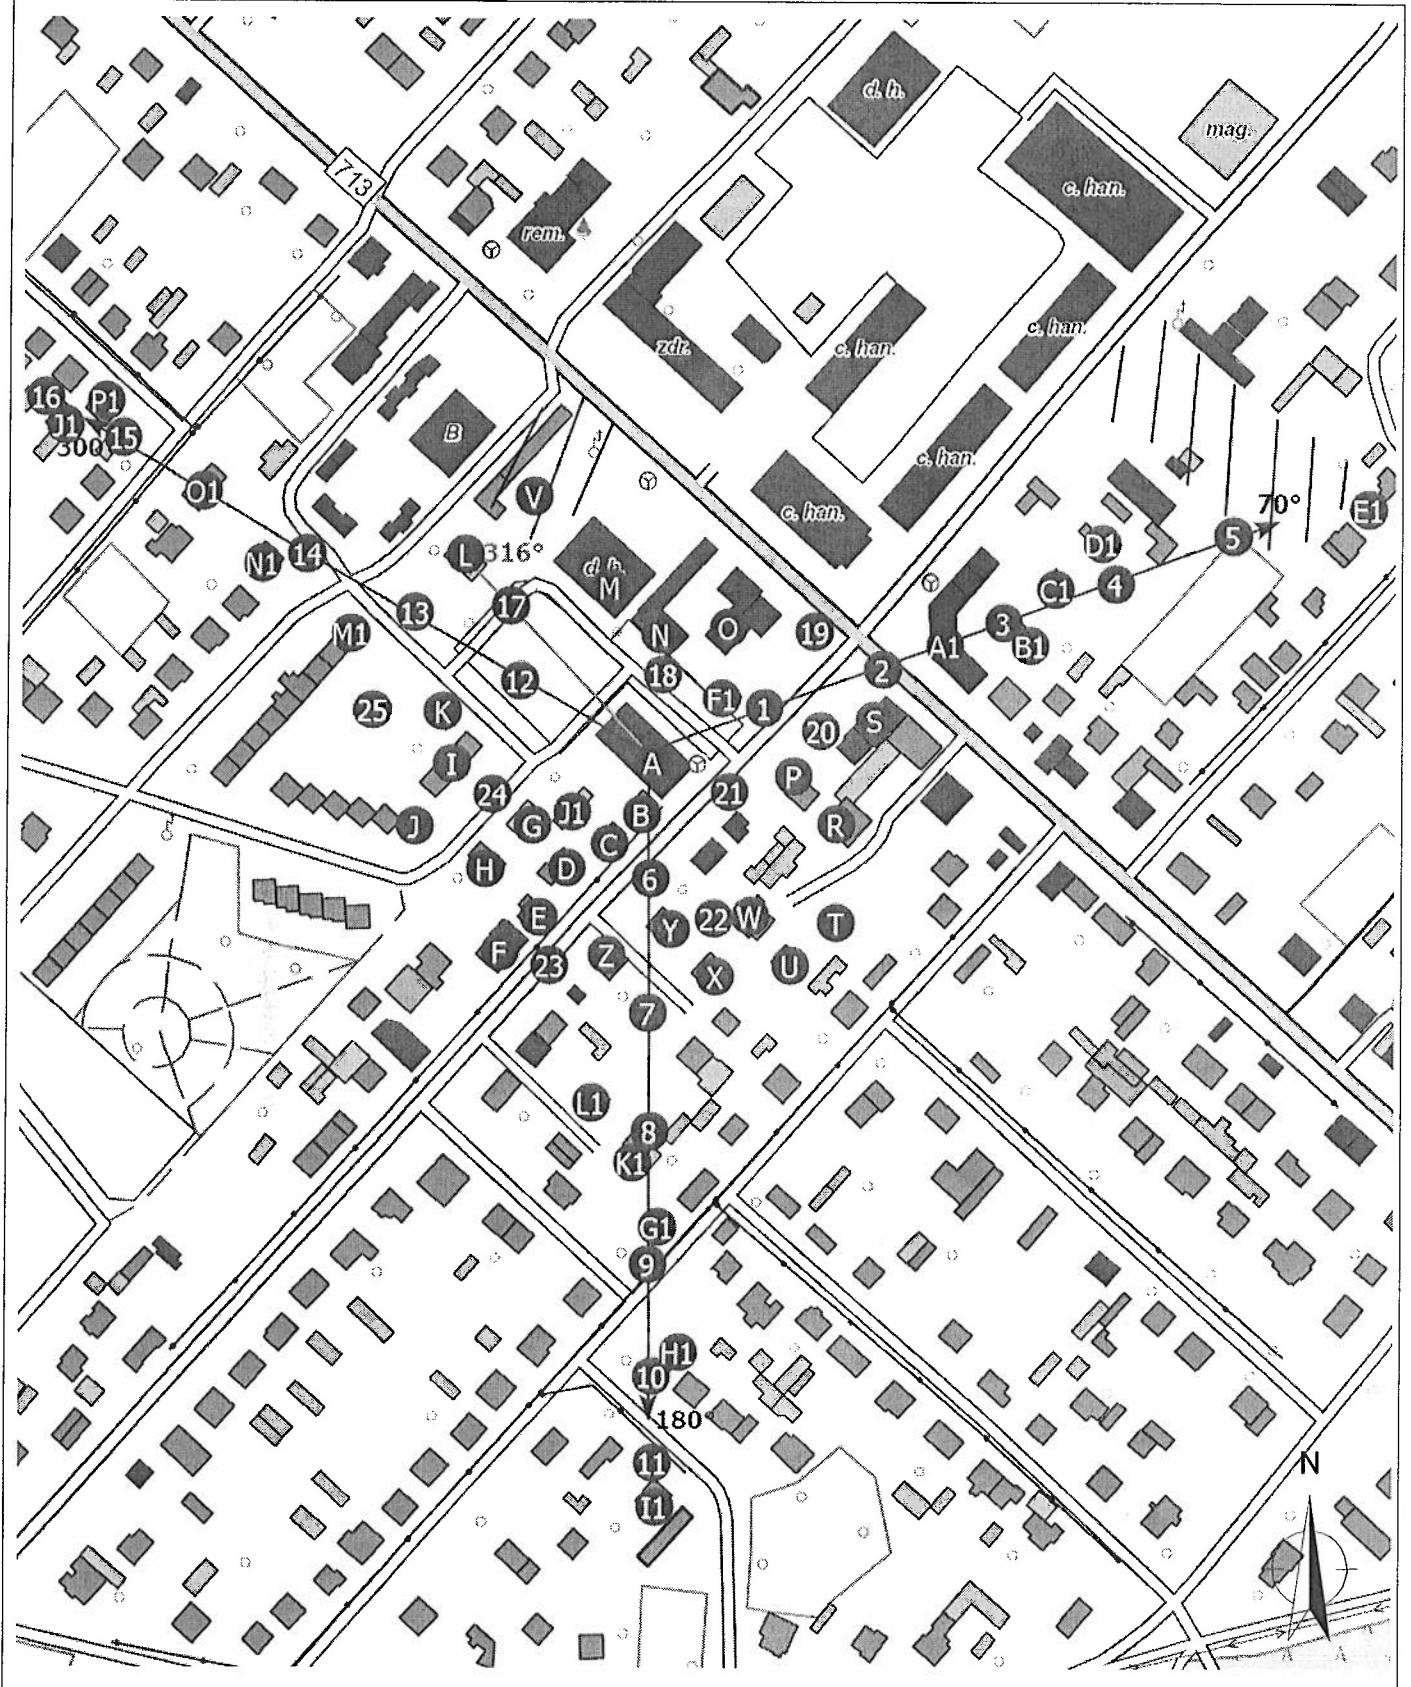 d. h.
mag.
713
c. han.
rem.
c. han.
zdr.
c. han.
16
P1
J1
15
300
B
c. han.
O1
V
c. han.
70°
E1
5
D1
N1
14
L
316°
d. h.
M
C1
4
17
13
M1
N
O
19
3
A1
B1
12
18
2
F1
1
25
K
20
S
I
A
P
24
21
J1
B
G
J
R
C
H
D
6
E
Y
22
W
T
F
23
Z
X
U
7
L1
8
K1
G1
9
H1
10
180°
11
I1
N